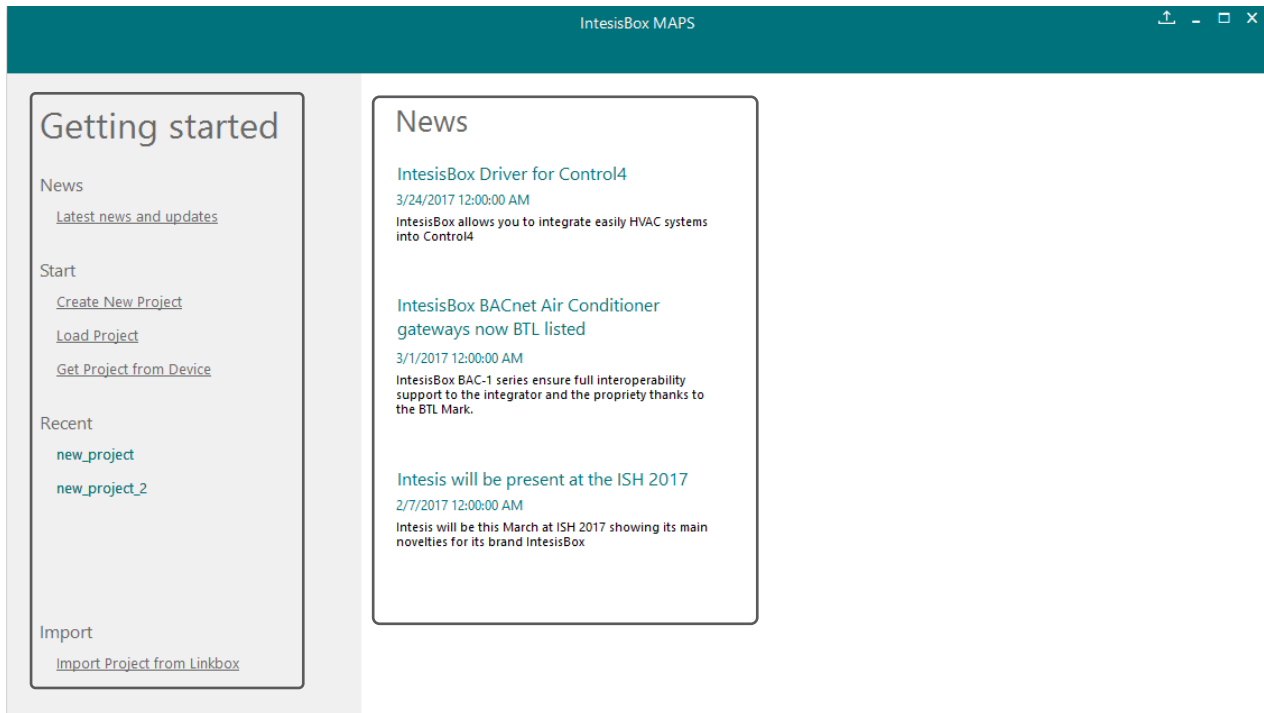 IntesisBox MAPS
Getting started
News
Latest news and updates
Start
Create New Project
Load Project
Get Project from Device
Recent
new_project
new_project_2
Import
Import Project from Linkbox
News
IntesisBox Driver for Control4
3/24/2017 12:00:00 AM
IntesisBox allows you to integrate easily HVAC systems
into Control4
IntesisBox BACnet Air Conditioner
gateways now BTL listed
3/1/2017 12:00:00 AM
IntesisBox BAC-1 series ensure full interoperability
support to the integrator and the propriety thanks to
the BTL Mark.
Intesis will be present at the ISH 2017
2/7/2017 12:00:00 AM
Intesis will be this March at ISH 2017 showing its main
novelties for its brand IntesisBox